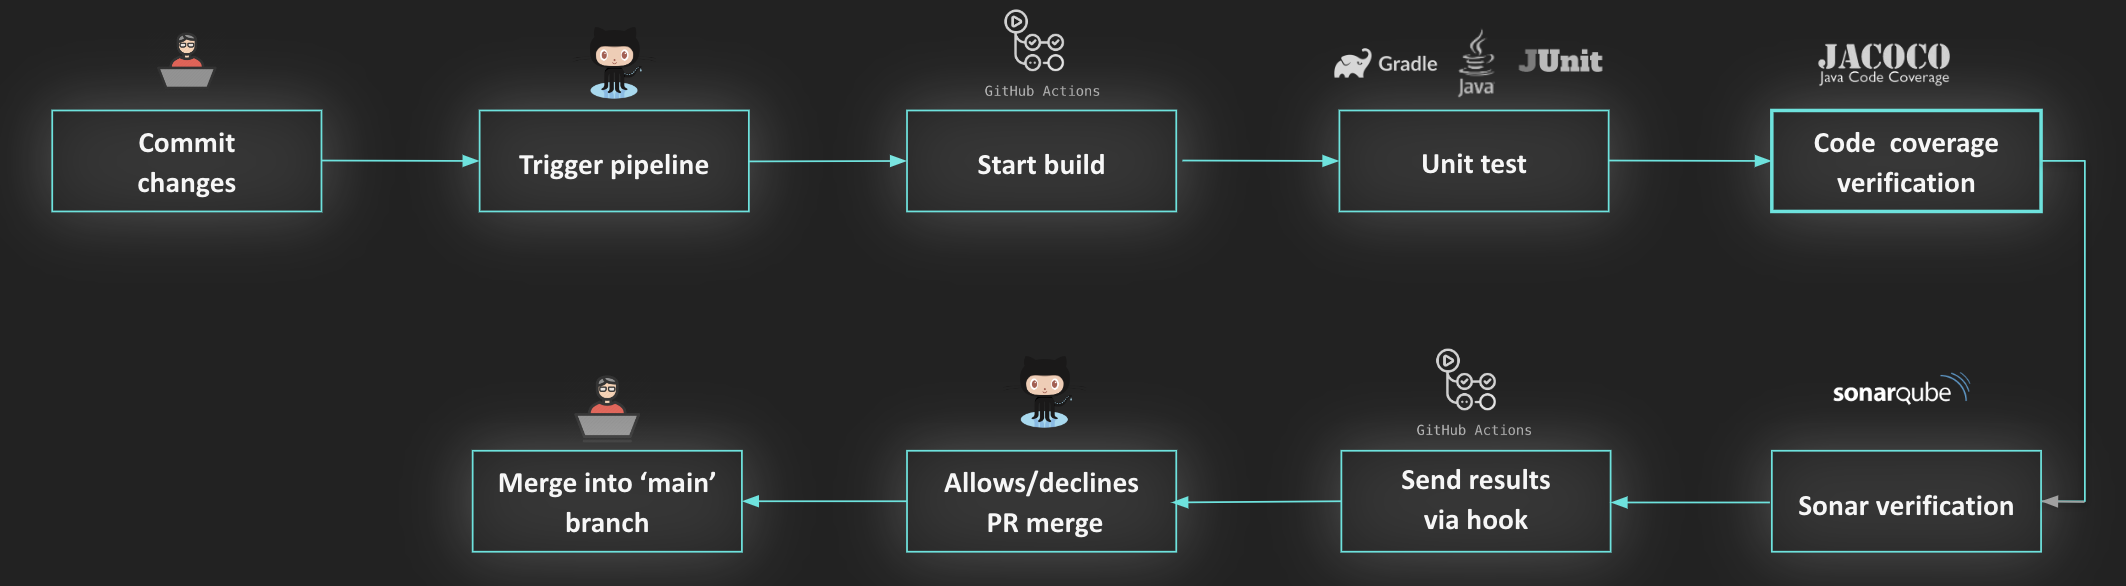 GitHub Actions
Gradle
Java
JUnit
JACOCO
Java Code Coverage
Commit
changes
Trigger pipeline
Start build
Unit test
Code coverage
verification
sonarqube
GitHub Actions
Merge into ‘main’
branch
Allows/declines
PR merge
Send results
via hook
Sonar verification